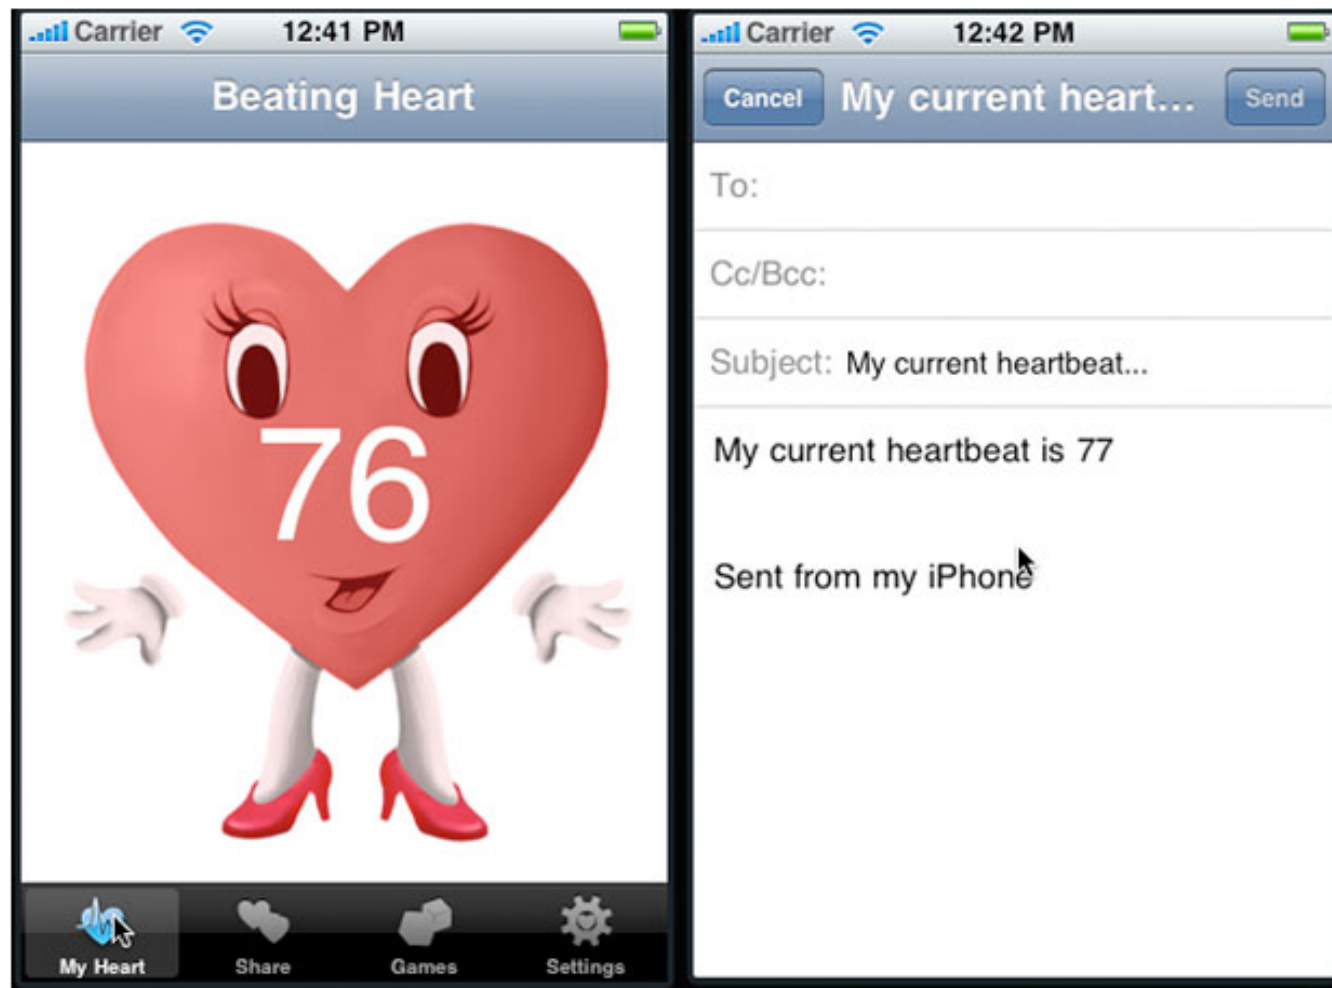 Carrier 12:41 PM
Beating Heart
76
My Heart Share Games Settings
Carrier 12:42 PM
Cancel My current heart... Send
To:
Cc/Bcc:
Subject: My current heartbeat...
My current heartbeat is 77
Sent from my iPhone